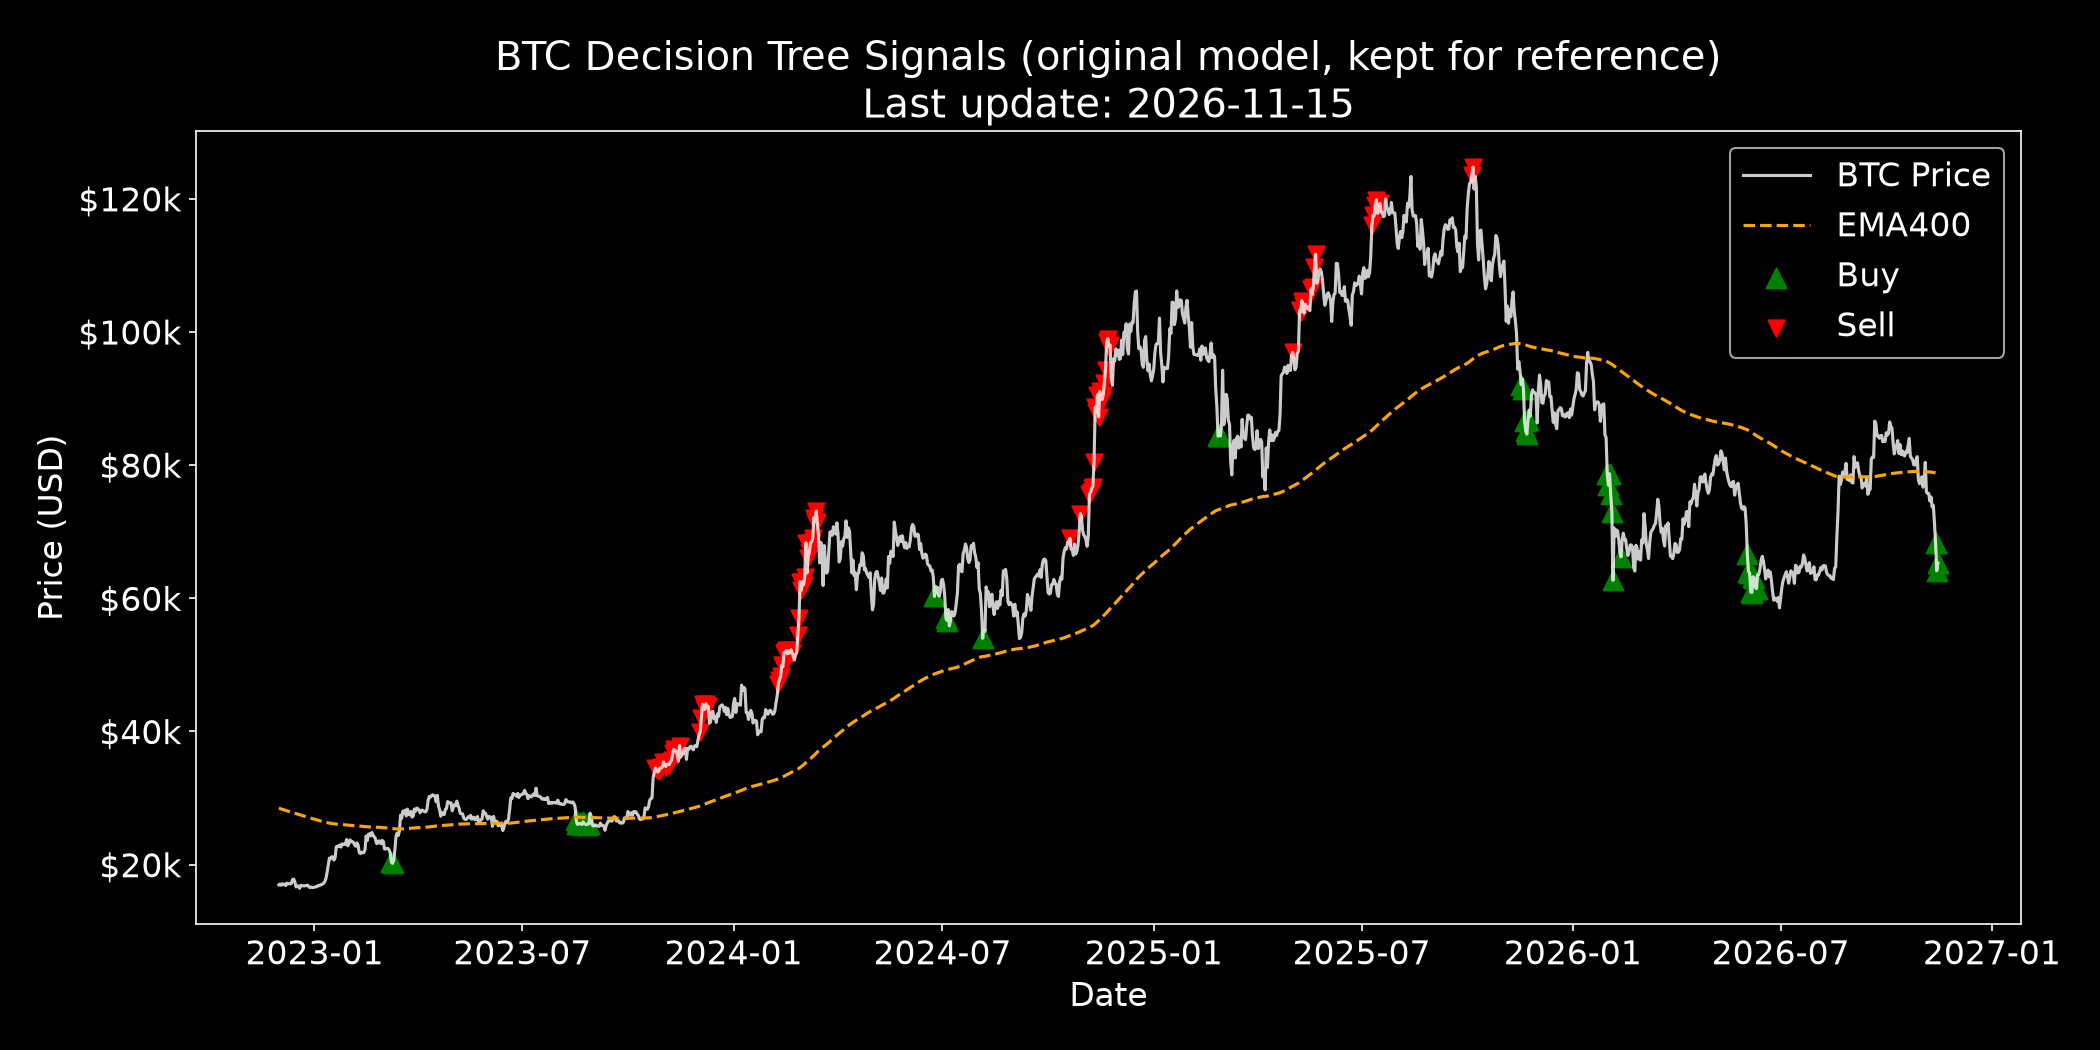 BTC Decision Tree Signals (original model, kept for reference)
Last update: 2026-11-15
BTC Price
EMA400
Buy
Sell
Price (USD)
$120k
$100k
$80k
$60k
$40k
$20k
2023-01
2023-07
2024-01
2024-07
2025-01
2025-07
2026-01
2026-07
2027-01
Date